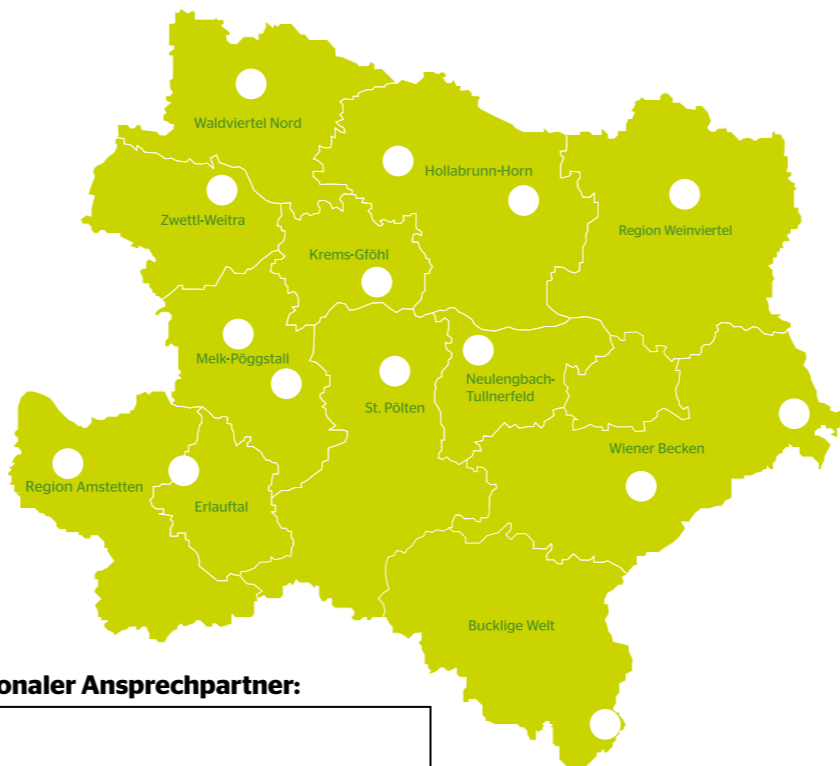 Waldviertel Nord
Hollabrunn-Horn
Zwettl-Weitra
Region Weinviertel
Krems-Gföhl
Melk-Pöggstall
Neulengbach-
Tullnerfeld
St. Pölten
Wiener Becken
Region Amstetten
Erlauftal
Bucklige Welt
onaler Ansprechpartner: